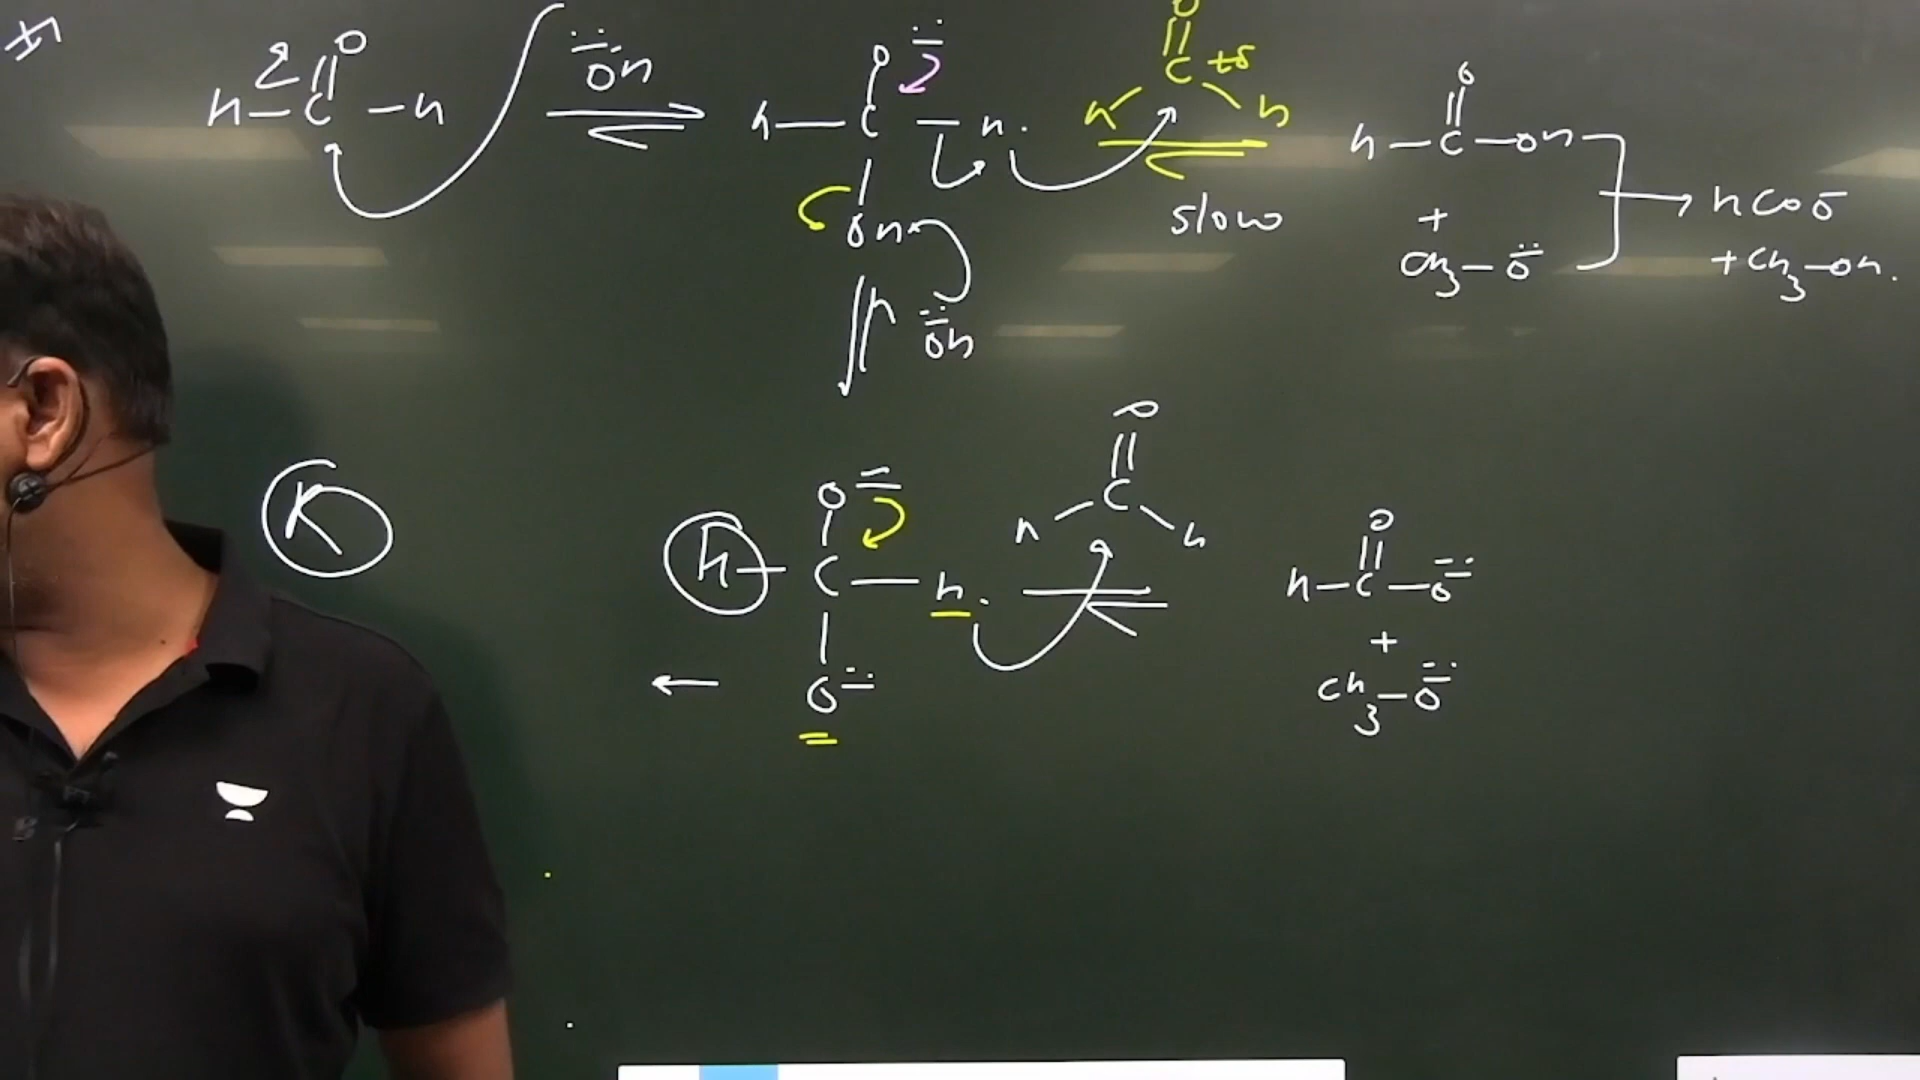 O
O
H—C—H
ŌH
O
H—C—H.
OH
ŌH
C +δ
H H
slow
O
H—C—OH
+
CH3—Ō
HCOŌ
+CH3—OH.
K
O
H—C—H.
O
O
C
H H
O
H—C—Ō
+
CH3—Ō